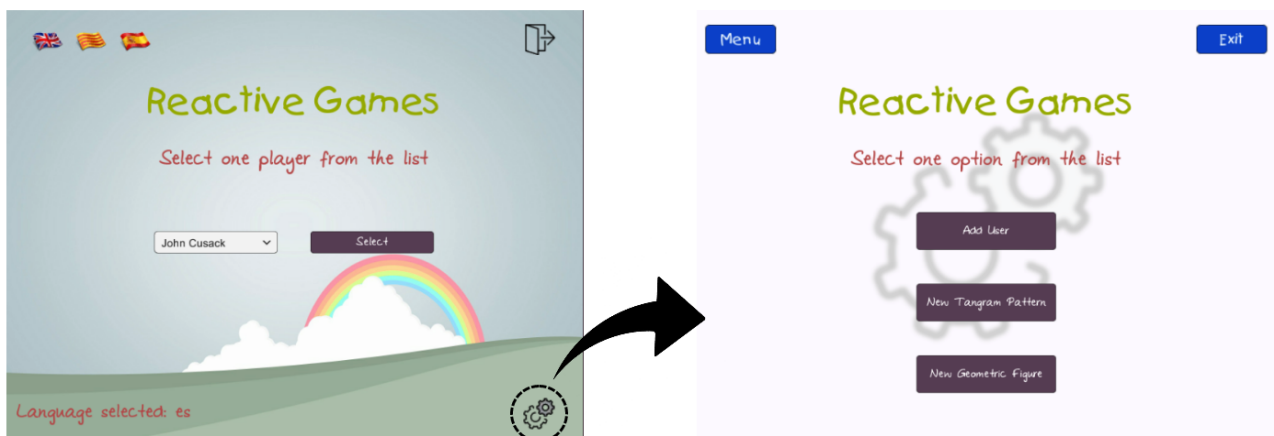 Reactive Games
Select one player from the list
John Cusack
Select
Language selected: es
Menu
Exit
Reactive Games
Select one option from the list
Add User
New Tangram Pattern
New Geometric Figure